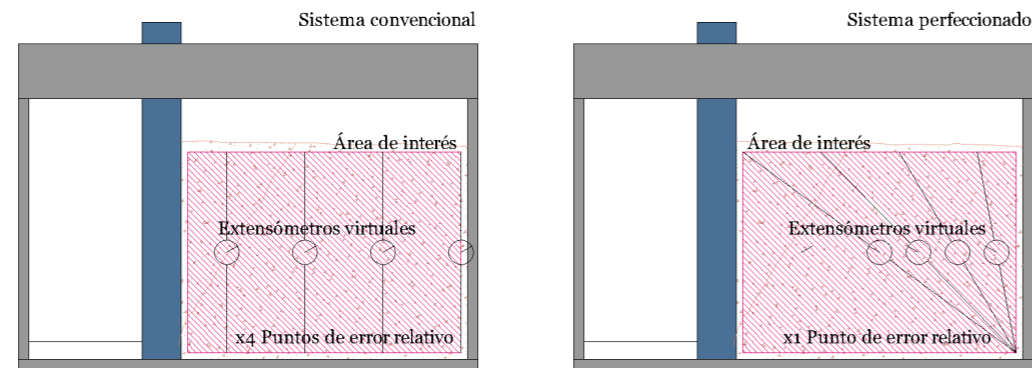 Sistema convencional
Área de interés
Extensómetros virtuales
x4 Puntos de error relativo
Sistema perfeccionado
Área de interés
Extensómetros virtuales
x1 Punto de error relativo